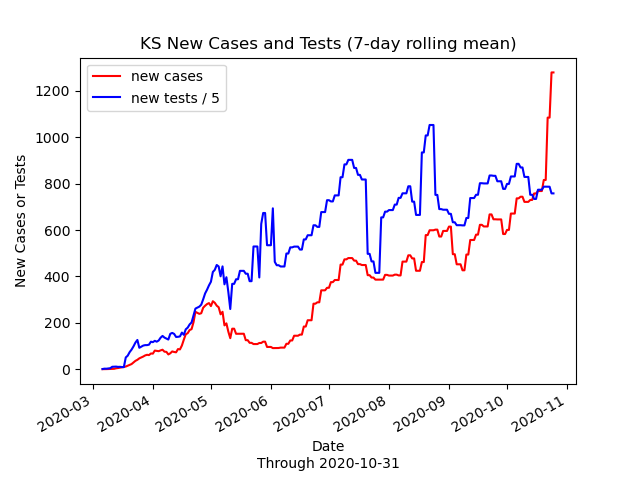 KS New Cases and Tests (7-day rolling mean)
new cases
new tests / 5
1200
1000
800
600
400
200
0
New Cases or Tests
2020-03
2020-04
2020-05
2020-06
2020-07
2020-08
2020-09
2020-10
2020-11
Date
Through 2020-10-31